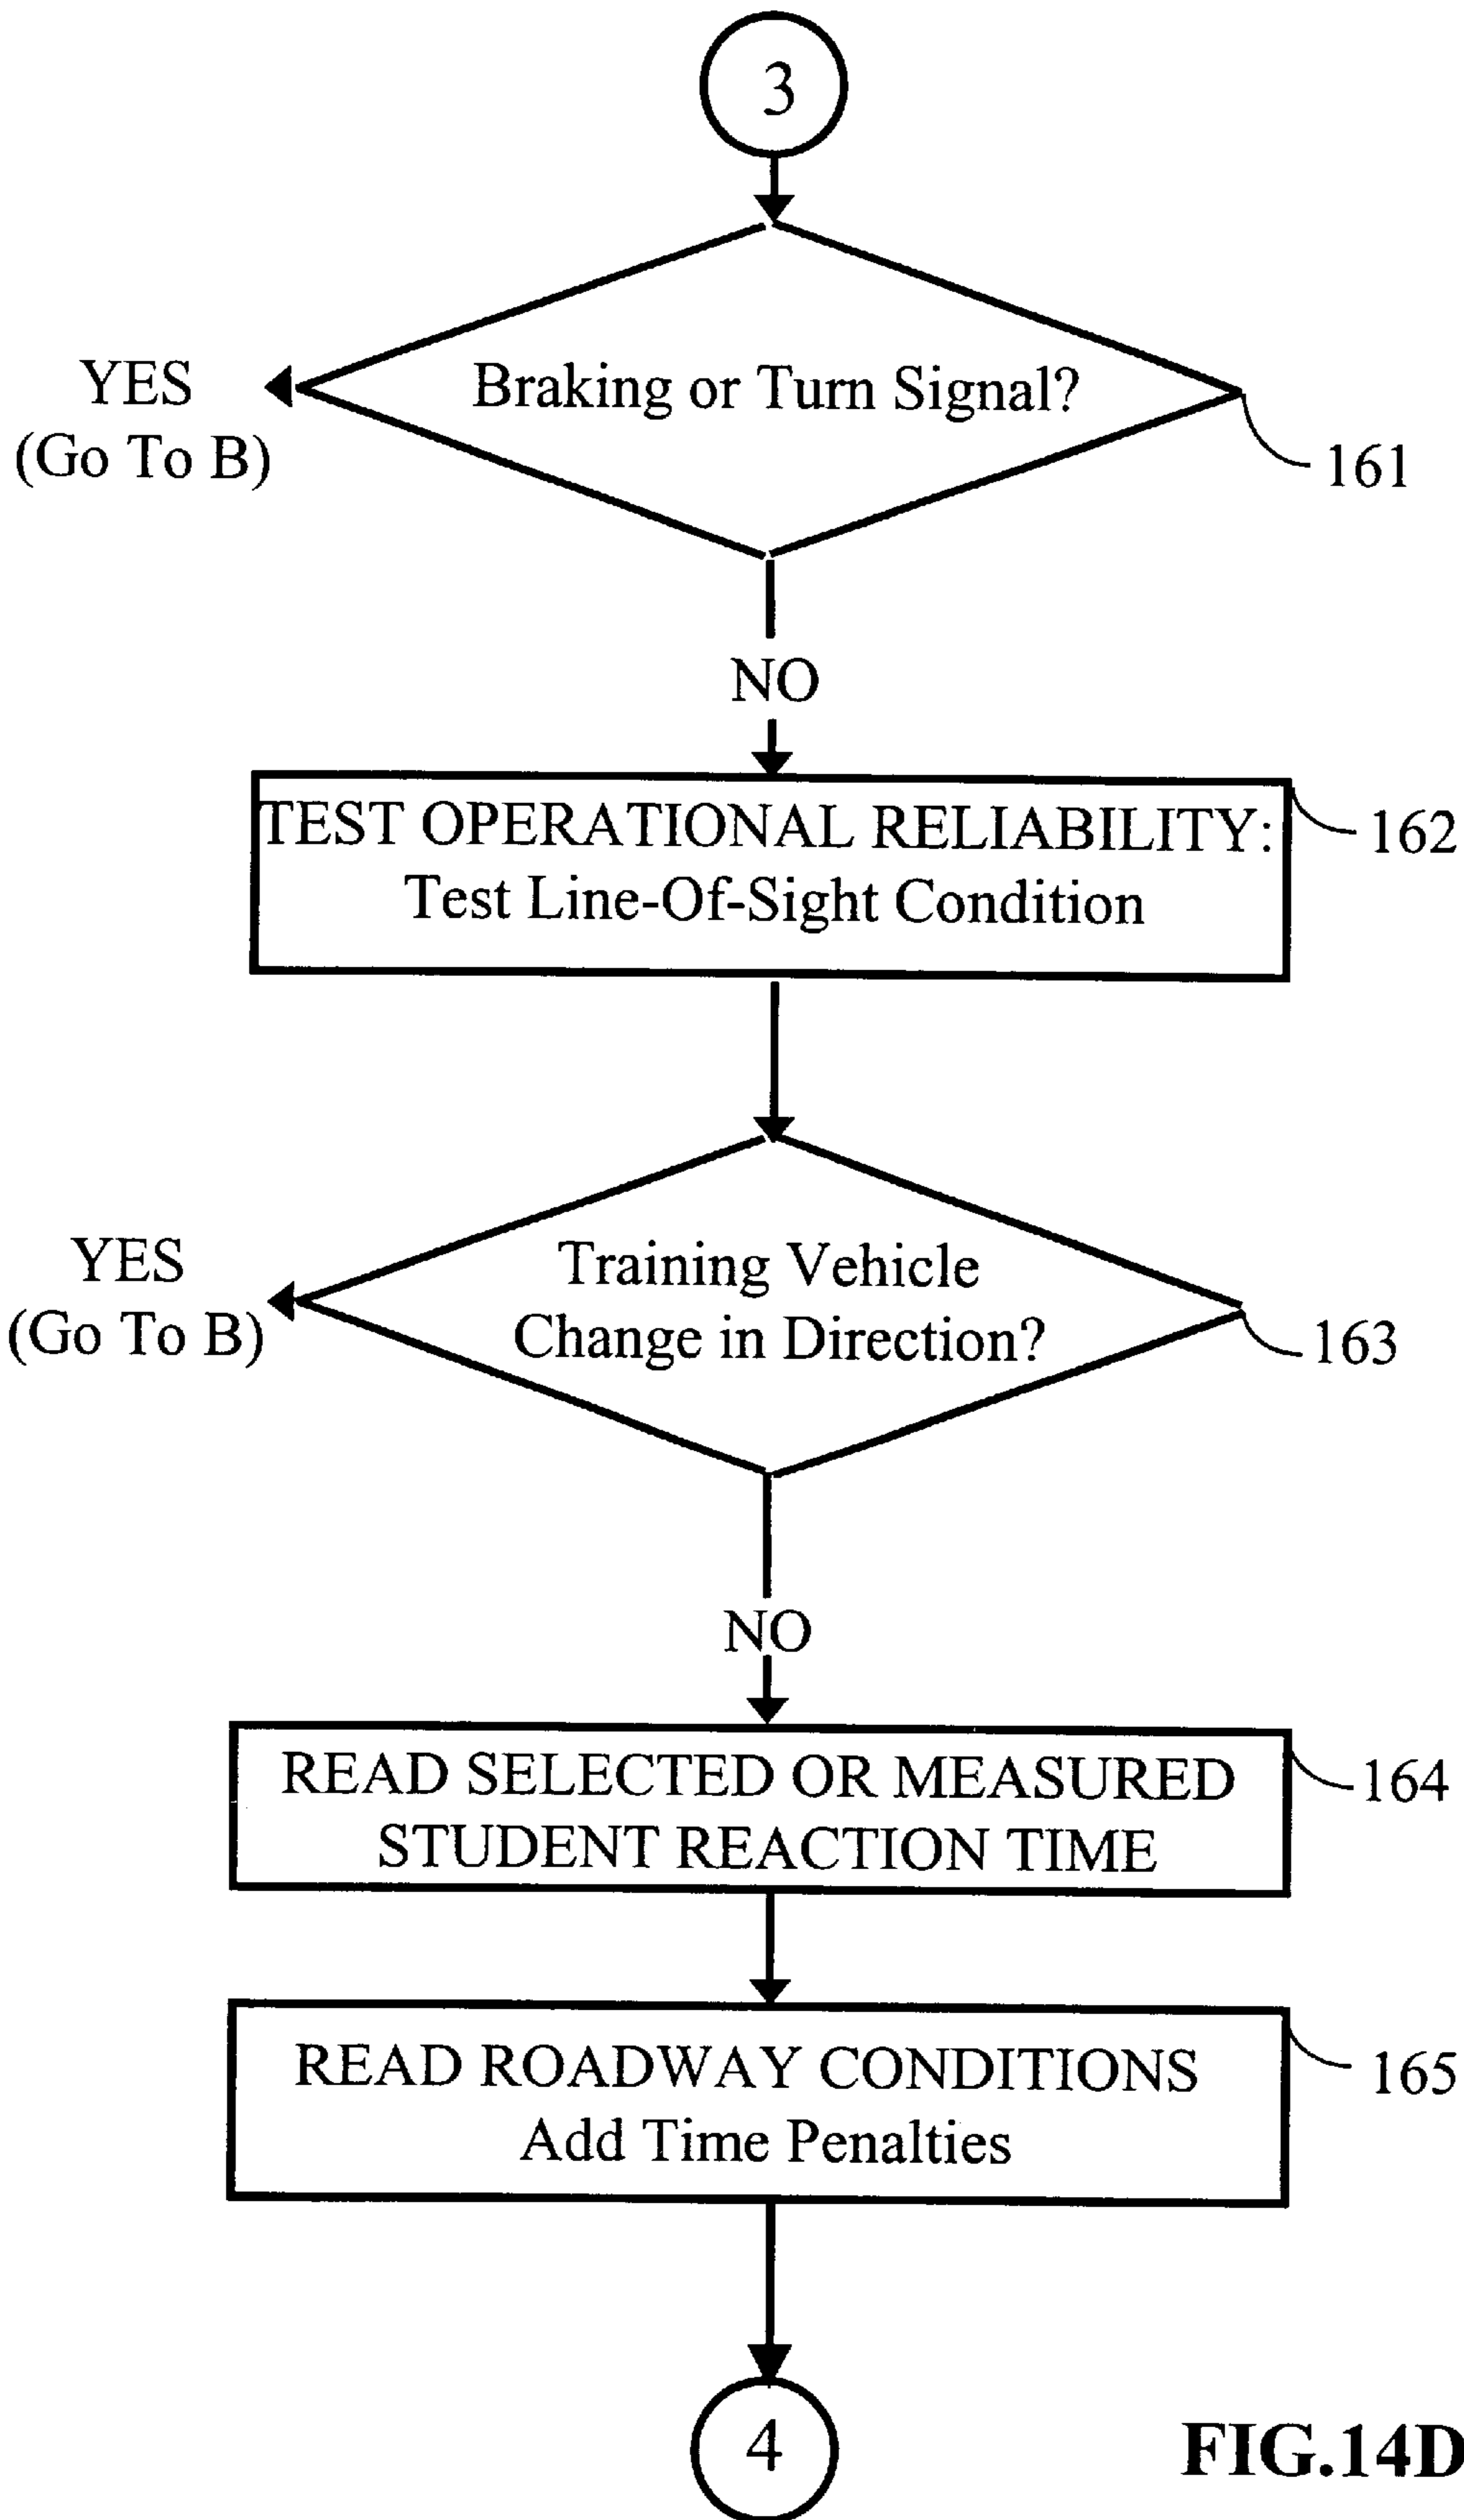 3
Braking or Turn Signal?
YES
(Go To B)
161
NO
TEST OPERATIONAL RELIABILITY:
Test Line-Of-Sight Condition
162
Training Vehicle
Change in Direction?
YES
(Go To B)
163
NO
READ SELECTED OR MEASURED
STUDENT REACTION TIME
164
READ ROADWAY CONDITIONS
Add Time Penalties
165
4
FIG.14D